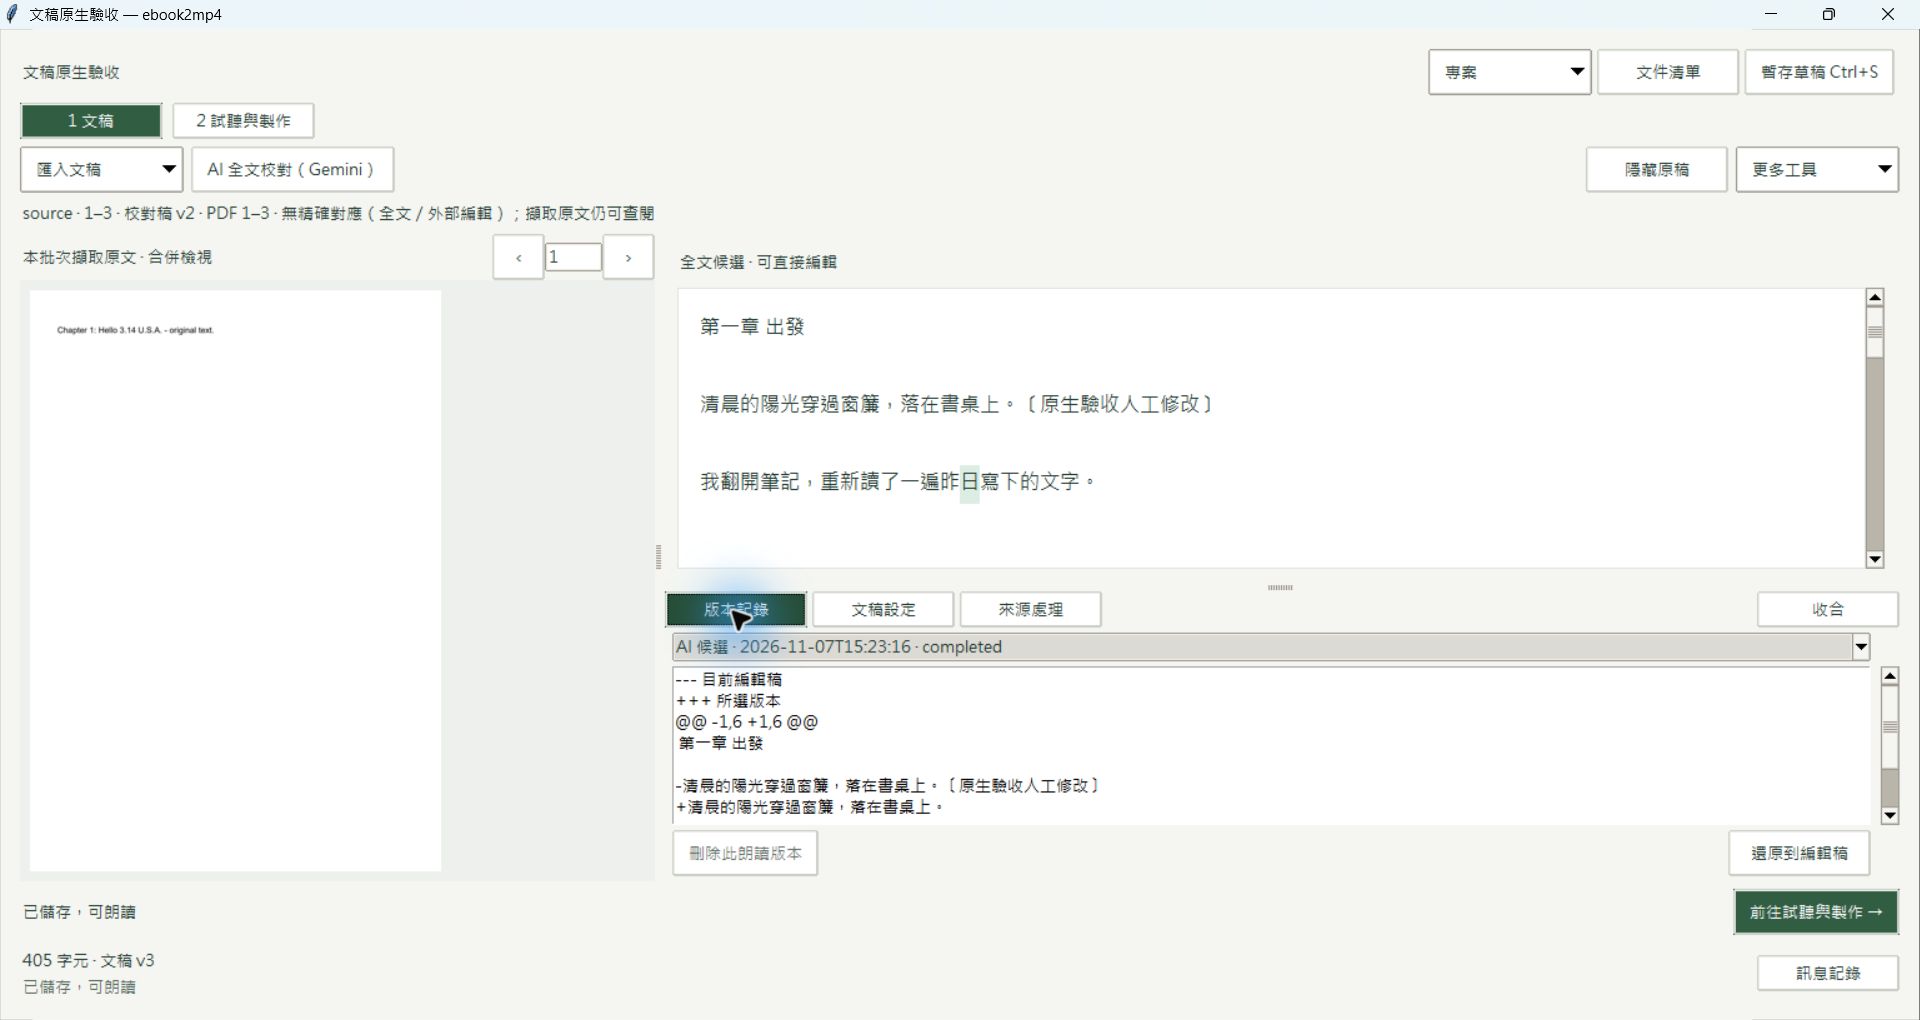 文稿原生驗收 — ebook2mp4
文稿原生驗收
專案
文件清單
暫存草稿 Ctrl+S
1 文稿
2 試聽與製作
匯入文稿
AI 全文校對（Gemini）
隱藏原稿
更多工具
source · 1–3 · 校對稿 v2 · PDF 1–3 · 無精確對應（全文 / 外部編輯）；擷取原文仍可查閱
本批次擷取原文 · 合併檢視
‹
1
›
全文候選 · 可直接編輯
Chapter 1: Hello 3.14 U.S.A. - original text.
第一章 出發
清晨的陽光穿過窗簾，落在書桌上。〔原生驗收人工修改〕
我翻開筆記，重新讀了一遍昨日寫下的文字。
版本記錄
文稿設定
來源處理
收合
AI 候選 · 2026-11-07T15:23:16 · completed
--- 目前編輯稿
+++ 所選版本
@@ -1,6 +1,6 @@
第一章 出發
-清晨的陽光穿過窗簾，落在書桌上。〔原生驗收人工修改〕
+清晨的陽光穿過窗簾，落在書桌上。
刪除此朗讀版本
還原到編輯稿
已儲存，可朗讀
前往試聽與製作 →
405 字元 · 文稿 v3
已儲存，可朗讀
訊息記錄